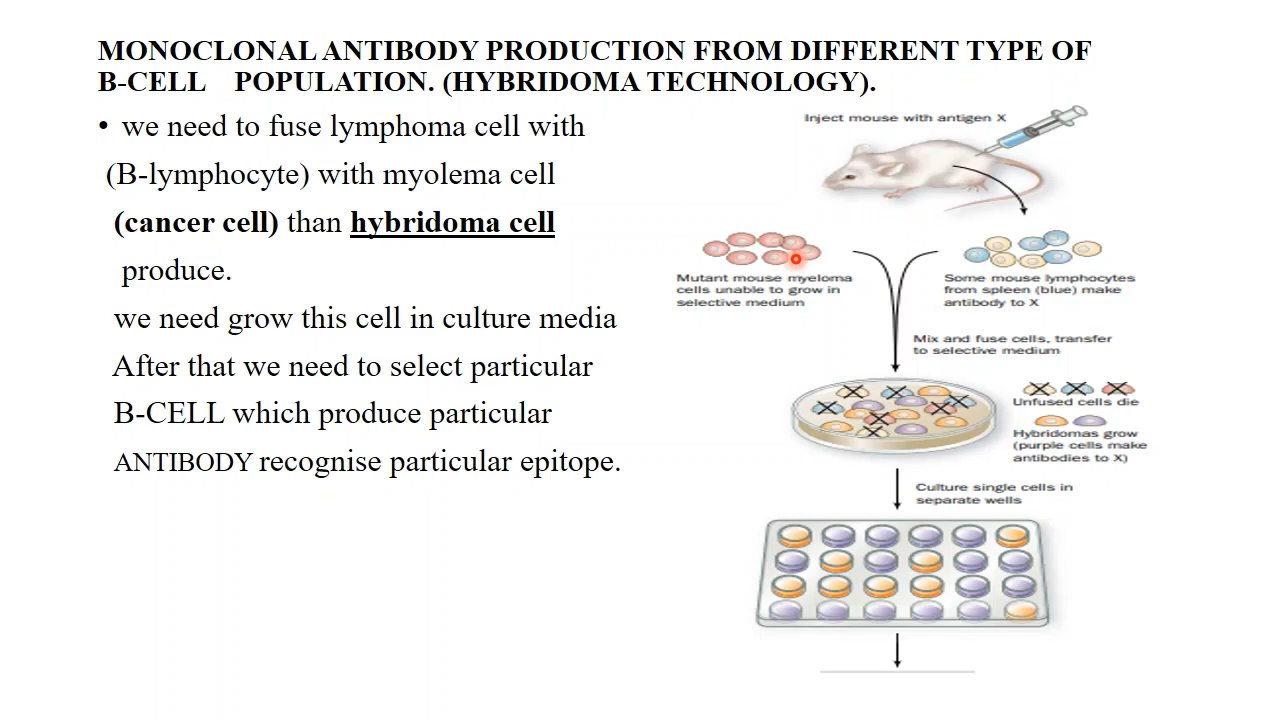 MONOCLONAL ANTIBODY PRODUCTION FROM DIFFERENT TYPE OF
B-CELL POPULATION. (HYBRIDOMA TECHNOLOGY).
• we need to fuse lymphoma cell with
(B-lymphocyte) with myolema cell
(cancer cell) than hybridoma cell
produce.
we need grow this cell in culture media
After that we need to select particular
B-CELL which produce particular
ANTIBODY recognise particular epitope.
Inject mouse with antigen X
Mutant mouse myeloma
cells unable to grow in
selective medium
Some mouse lymphocytes
from spleen (blue) make
antibody to X
Mix and fuse cells, transfer
to selective medium
Unfused cells die
Hybridomas grow
(purple cells make
antibodies to X)
Culture single cells in
separate wells